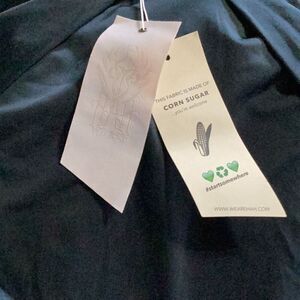 THIS FABRIC IS MADE OF
CORN SUGAR
...you're welcome
#startsomewhere
WWW.WEAREHAH.COM